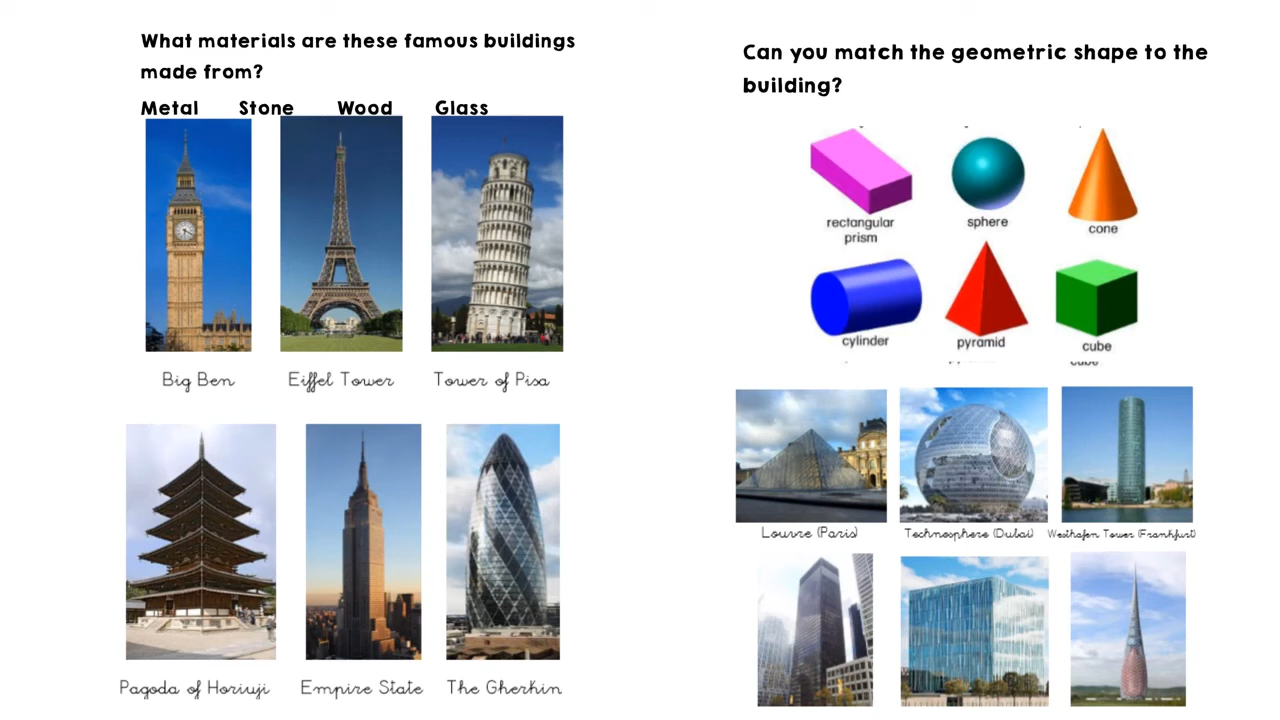 What materials are these famous buildings
made from?
Metal Stone Wood Glass
Big Ben Eiffel Tower Tower of Pisa
Pagoda of Horiuji Empire State The Gherkin
Can you match the geometric shape to the
building?
rectangular
prism
sphere
cone
cylinder
pyramid
cube
cube
Louvre (Paris) Technosphere (Dubai) Westhafen Tower (Frankfurt)